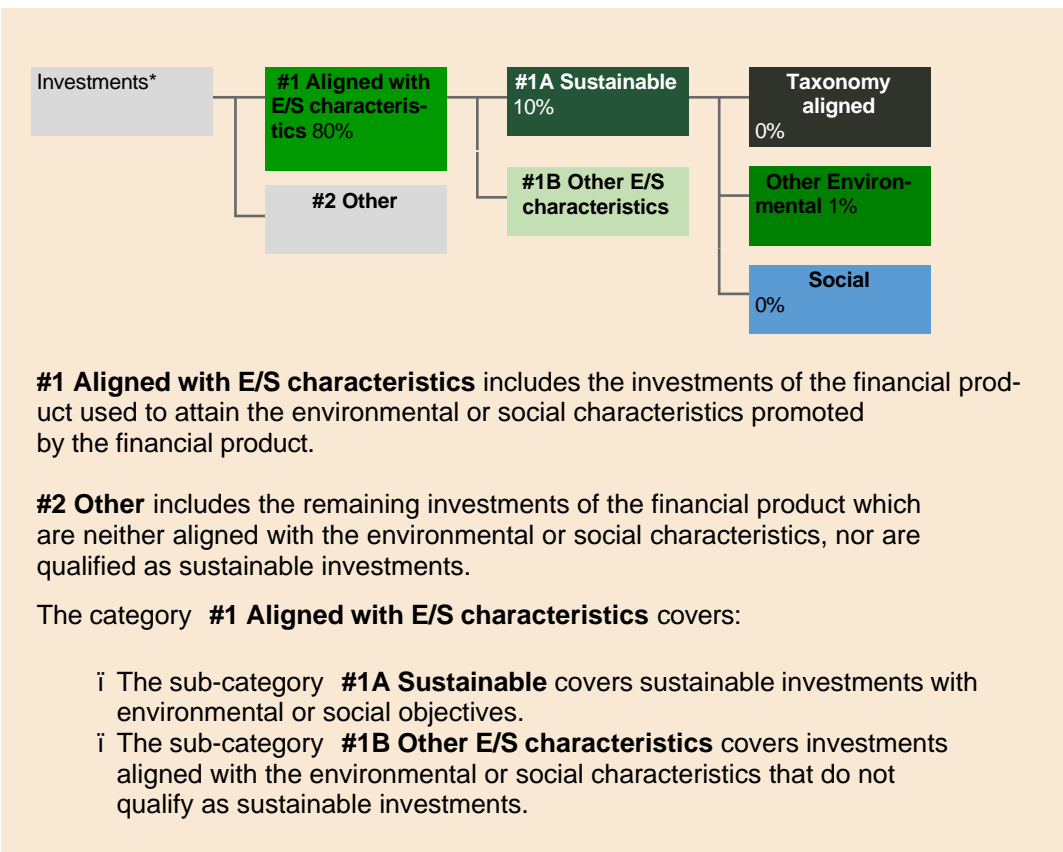 Investments*
#1 Aligned with
E/S characteris-
tics 80%
#2 Other
#1A Sustainable
10%
#1B Other E/S
characteristics
Taxonomy
aligned
0%
Other Environ-
mental 1%
Social
0%
#1 Aligned with E/S characteristics includes the investments of the financial prod-
uct used to attain the environmental or social characteristics promoted
by the financial product.
#2 Other includes the remaining investments of the financial product which
are neither aligned with the environmental or social characteristics, nor are
qualified as sustainable investments.
The category #1 Aligned with E/S characteristics covers:
ï The sub-category #1A Sustainable covers sustainable investments with
environmental or social objectives.
ï The sub-category #1B Other E/S characteristics covers investments
aligned with the environmental or social characteristics that do not
qualify as sustainable investments.